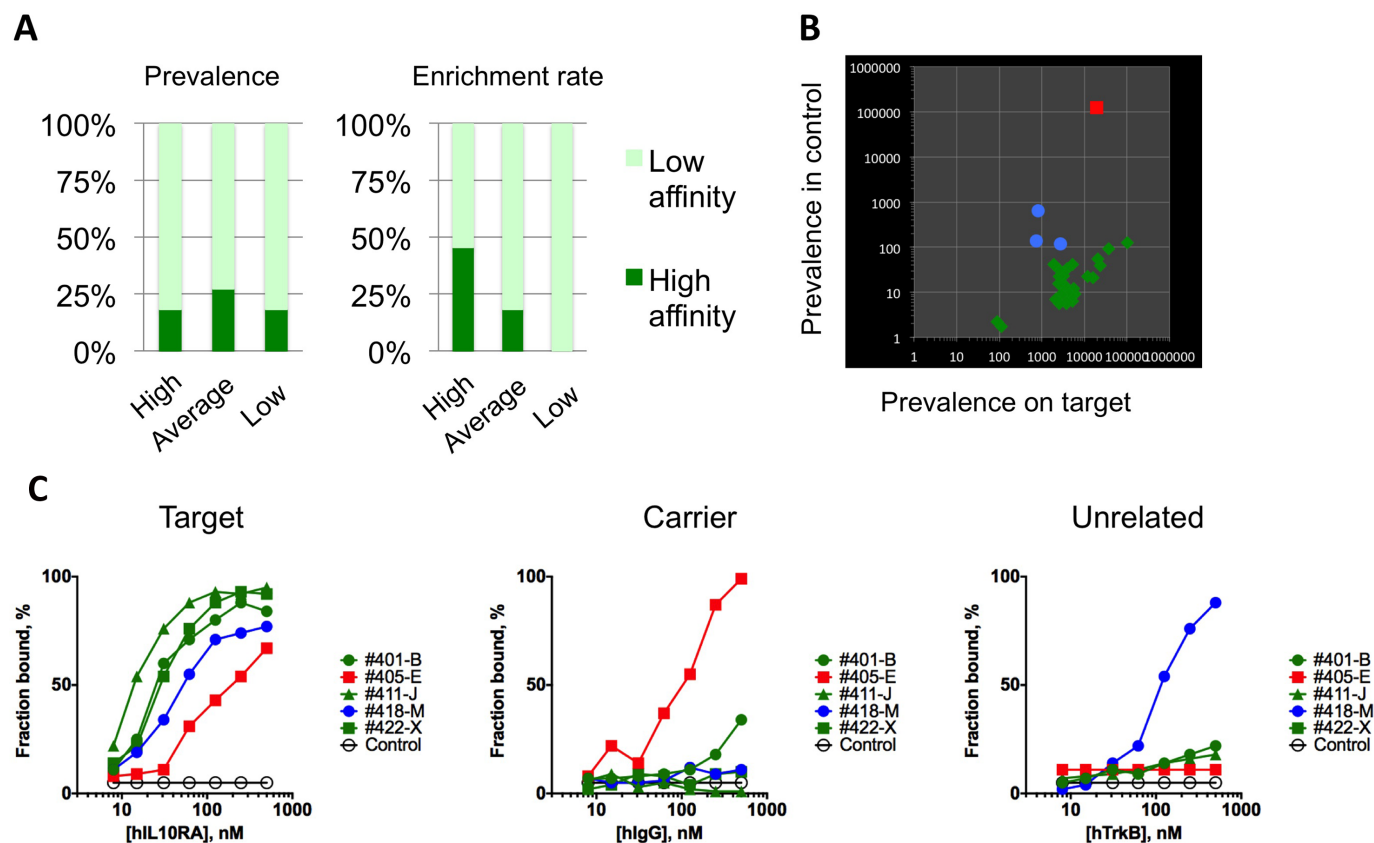 A
Prevalence
100%
75%
50%
25%
0%
High
Average
Low
Enrichment rate
100%
75%
50%
25%
0%
High
Average
Low
Low
affinity
High
affinity
B
Prevalence in control
1000000
100000
10000
1000
100
10
1
1 10 100 1000 10000 100000 1000000
Prevalence on target
C
Target
Fraction bound, %
100
50
0
10 100 1000
[hIL10RA], nM
#401-B
#405-E
#411-J
#418-M
#422-X
Control
Carrier
Fraction bound, %
100
50
0
10 100 1000
[hIgG], nM
#401-B
#405-E
#411-J
#418-M
#422-X
Control
Unrelated
Fraction bound, %
100
50
0
10 100 1000
[hTrkB], nM
#401-B
#405-E
#411-J
#418-M
#422-X
Control